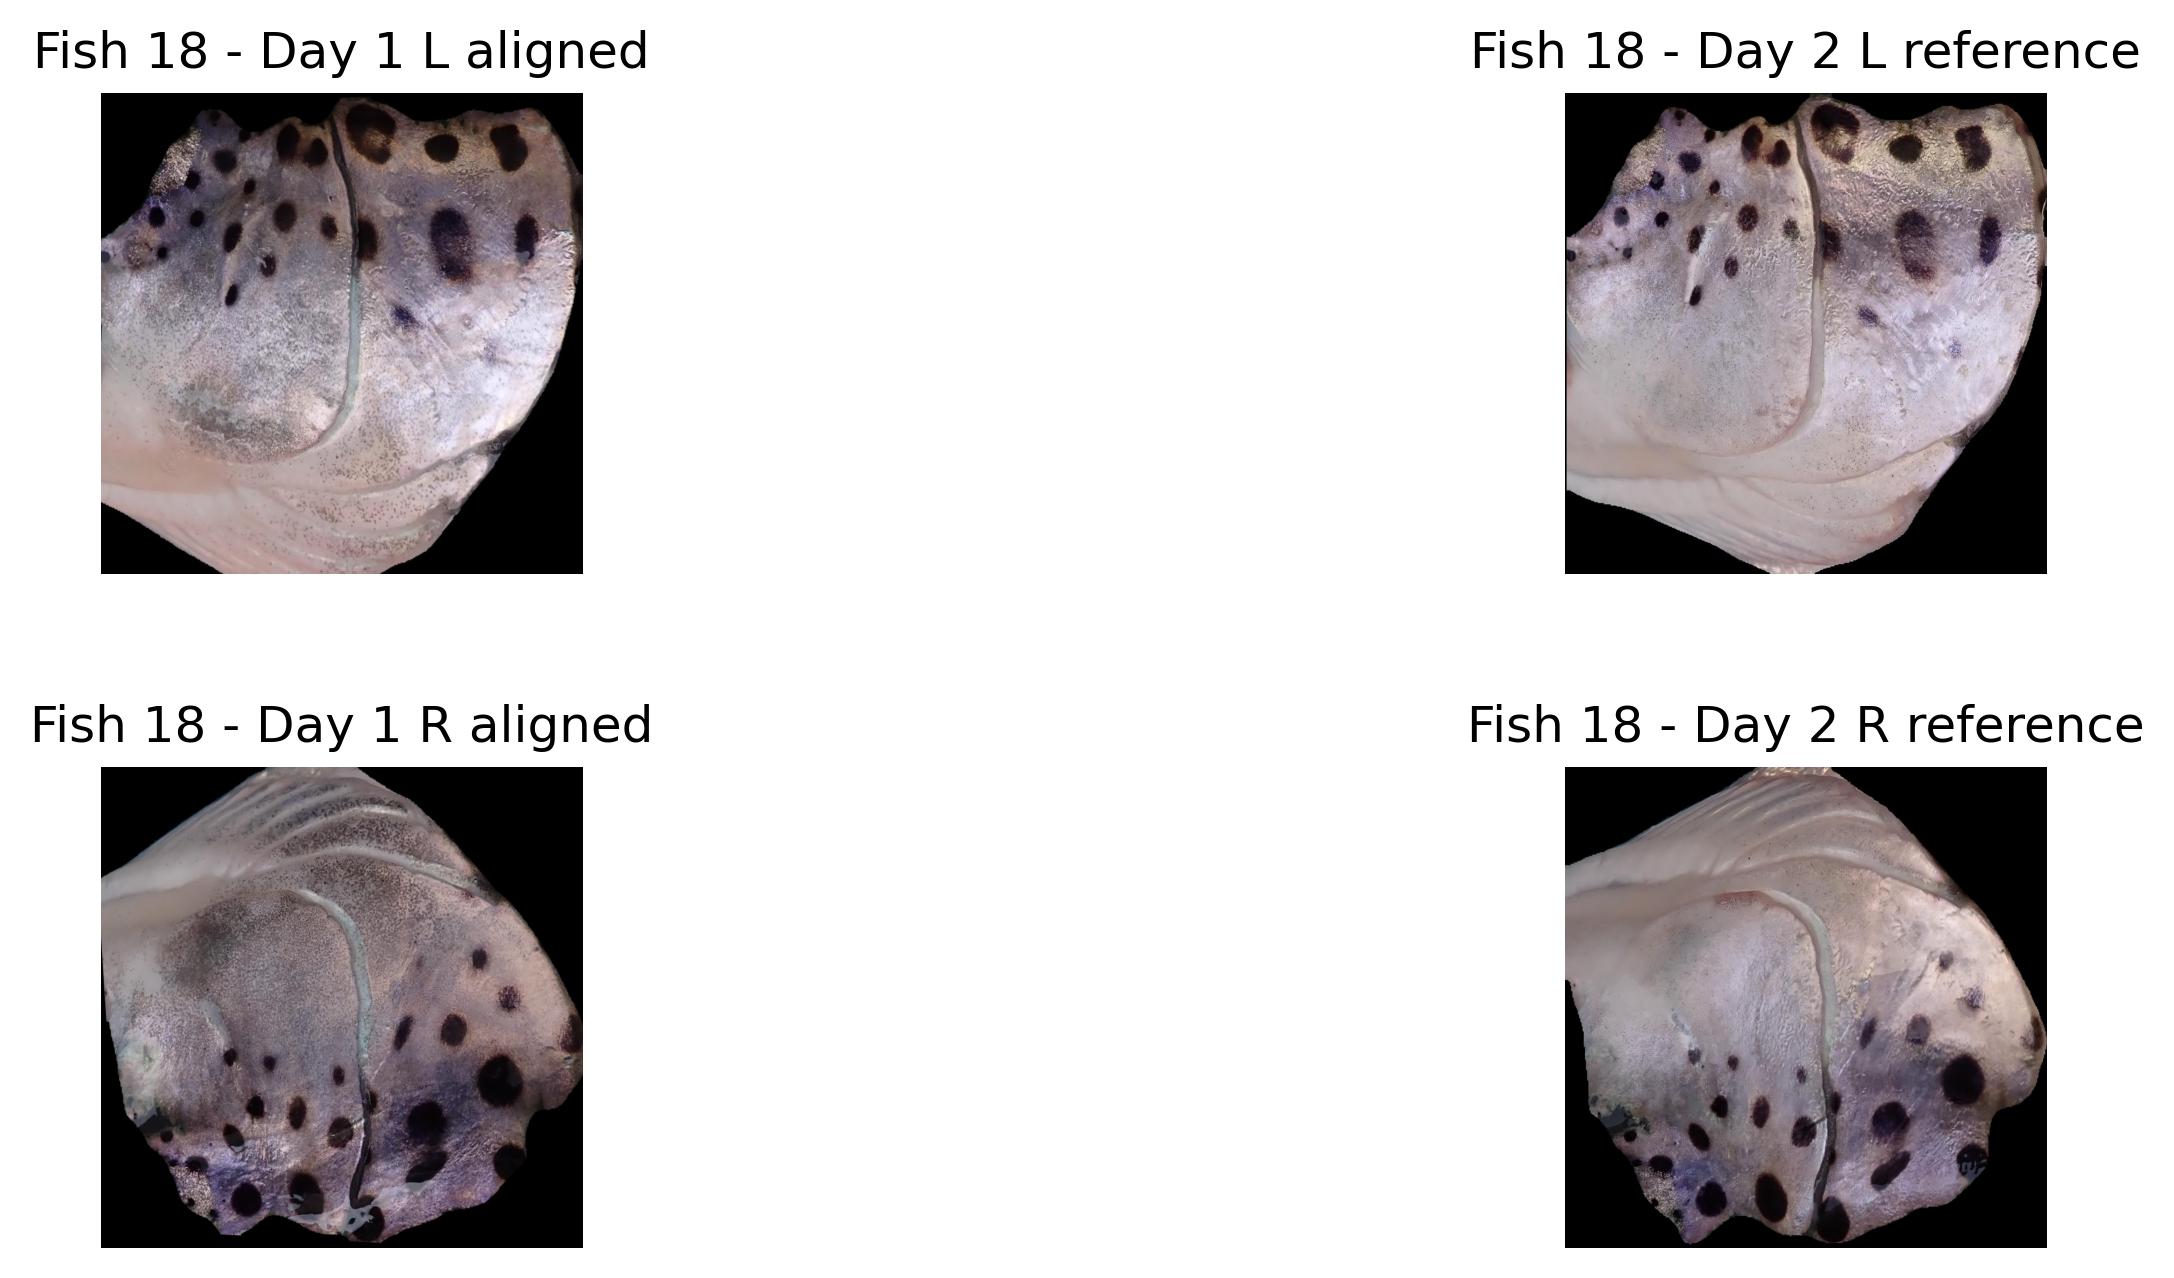 Fish 18 - Day 1 L aligned
Fish 18 - Day 2 L reference
Fish 18 - Day 1 R aligned
Fish 18 - Day 2 R reference